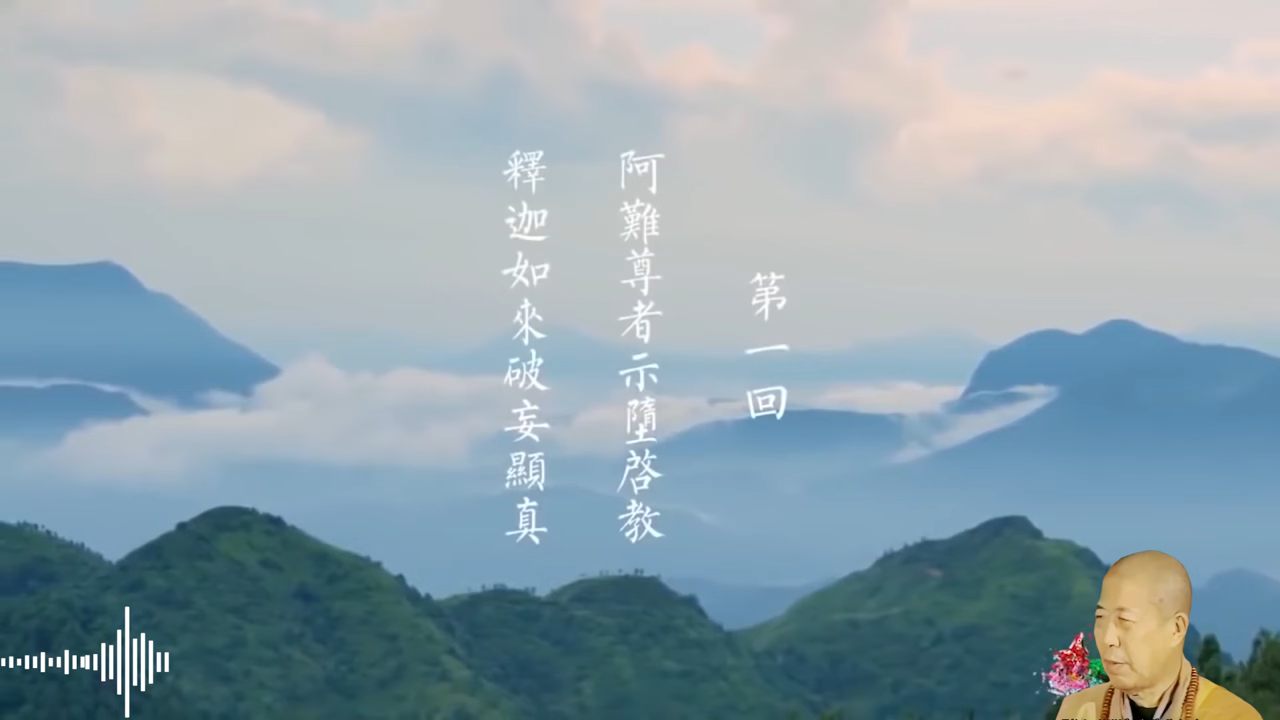 第一回
阿難尊者示墮啓教
釋迦如來破妄顯真